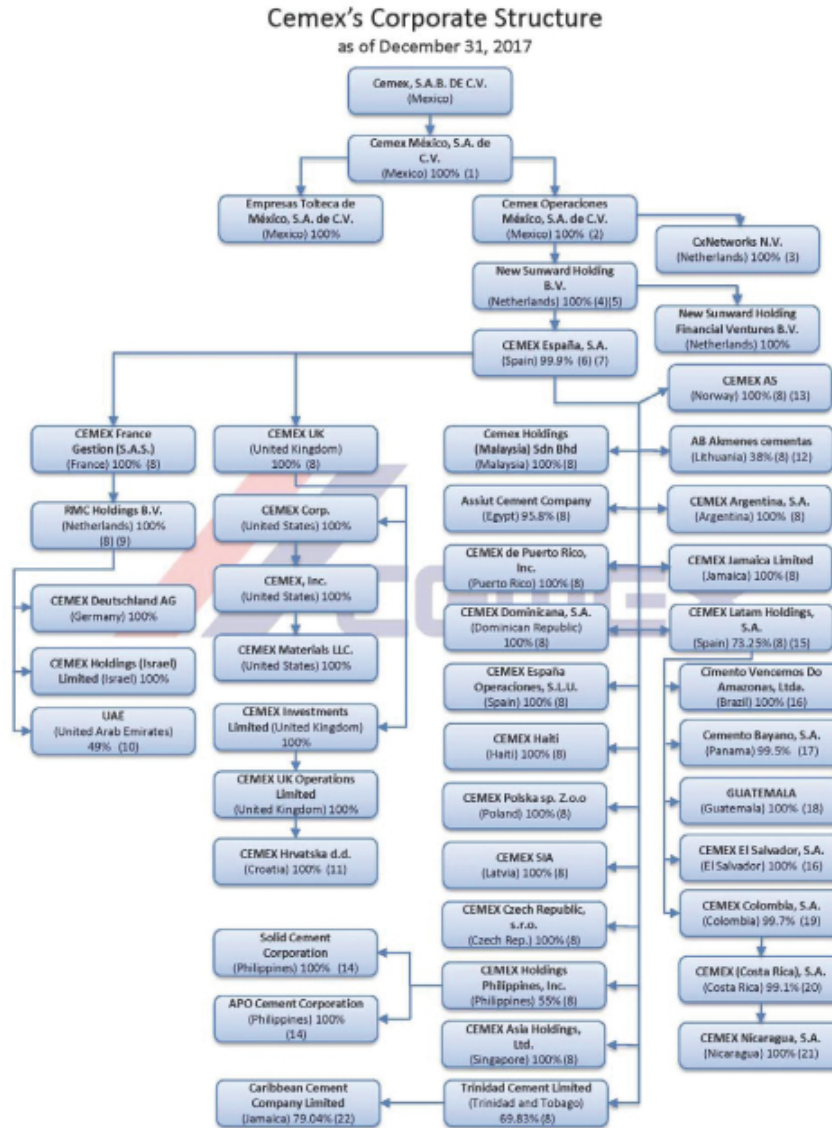 Cemex's Corporate Structure
as of December 31, 2017
Cemex, S.A.B. DE C.V.
(Mexico)
Cemex México, S.A. de
C.V.
(Mexico) 100% (1)
Empresas Tolteca de
México, S.A. de C.V.
(Mexico) 100%
Cemex Operaciones
México, S.A. de C.V.
(Mexico) 100% (2)
CxNetworks N.V.
(Netherlands) 100% (3)
New Sunward Holding
B.V.
(Netherlands) 100% (4)(5)
New Sunward Holding
Financial Ventures B.V.
(Netherlands) 100%
CEMEX España, S.A.
(Spain) 99.9% (6) (7)
CEMEX AS
(Norway) 100% (8) (13)
CEMEX France
Gestion (S.A.S.)
(France) 100% (8)
CEMEX UK
(United Kingdom)
100% (8)
Cemex Holdings
(Malaysia) Sdn Bhd
(Malaysia) 100% (8)
AB Akmenes cementas
(Lithuania) 38% (8) (12)
RMC Holdings B.V.
(Netherlands) 100%
(8) (9)
CEMEX Corp.
(United States) 100%
Assiut Cement Company
(Egypt) 95.8% (8)
CEMEX Argentina, S.A.
(Argentina) 100% (8)
CEMEX, Inc.
(United States) 100%
CEMEX de Puerto Rico,
Inc.
(Puerto Rico) 100% (8)
CEMEX Jamaica Limited
(Jamaica) 100% (8)
CEMEX Deutschland AG
(Germany) 100%
CEMEX Materials LLC.
(United States) 100%
CEMEX Dominicana, S.A.
(Dominican Republic)
100% (8)
CEMEX Latam Holdings,
S.A.
(Spain) 73.25% (8) (15)
CEMEX Holdings (Israel)
Limited (Israel) 100%
CEMEX España
Operaciones, S.L.U.
(Spain) 100% (8)
Cimento Vencemos Do
Amazonas, Ltda.
(Brazil) 100% (16)
UAE
(United Arab Emirates)
49% (10)
CEMEX Investments
Limited (United Kingdom)
100%
CEMEX Haiti
(Haiti) 100% (8)
Cemento Bayano, S.A.
(Panama) 99.5% (17)
CEMEX UK Operations
Limited
(United Kingdom) 100%
CEMEX Polska sp. Z.o.o
(Poland) 100% (8)
GUATEMALA
(Guatemala) 100% (18)
CEMEX Hrvatska d.d.
(Croatia) 100% (11)
CEMEX SIA
(Latvia) 100% (8)
CEMEX El Salvador, S.A.
(El Salvador) 100% (16)
CEMEX Czech Republic,
s.r.o.
(Czech Rep.) 100% (8)
CEMEX Colombia, S.A.
(Colombia) 99.7% (19)
Solid Cement
Corporation
(Philippines) 100% (14)
CEMEX Holdings
Philippines, Inc.
(Philippines) 55% (8)
CEMEX (Costa Rica), S.A.
(Costa Rica) 99.1% (20)
APO Cement Corporation
(Philippines) 100%
(14)
CEMEX Asia Holdings,
Ltd.
(Singapore) 100% (8)
CEMEX Nicaragua, S.A.
(Nicaragua) 100% (21)
Caribbean Cement
Company Limited
(Jamaica) 79.04% (22)
Trinidad Cement Limited
(Trinidad and Tobago)
69.83% (8)